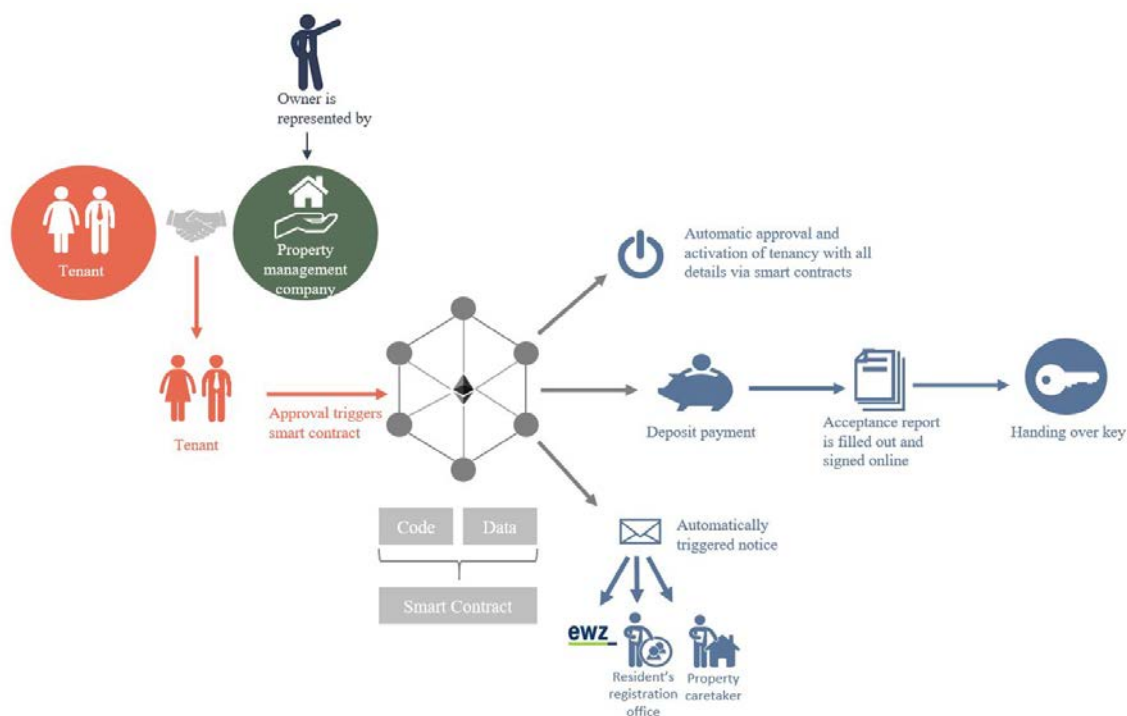 Owner is
represented by
Tenant
Property
management
company
Automatic approval and
activation of tenancy with all
details via smart contracts
Tenant
Approval triggers
smart contract
Deposit payment
Acceptance report
is filled out and
signed online
Handing over key
Code
Data
Smart Contract
Automatically
triggered notice
ewz_
Resident's
registration
office
Property
caretaker